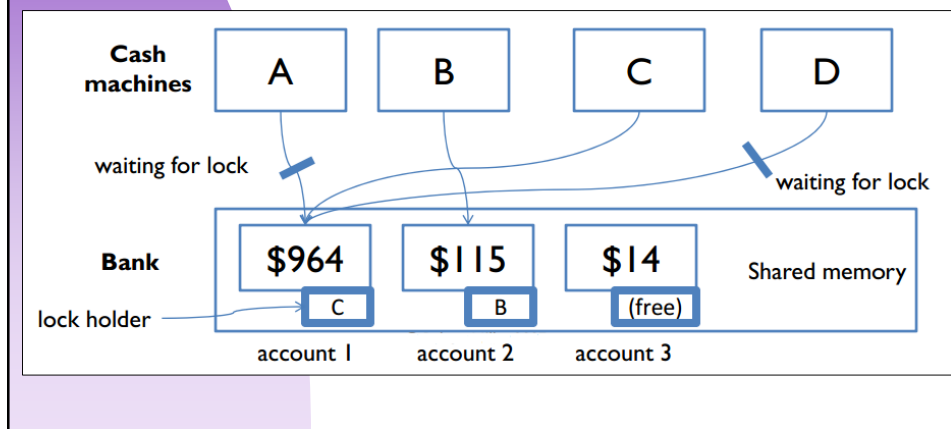 Cash
machines
A
B
C
D
waiting for lock
waiting for lock
Bank
$964
$115
$14
Shared memory
lock holder
C
B
(free)
account 1
account 2
account 3